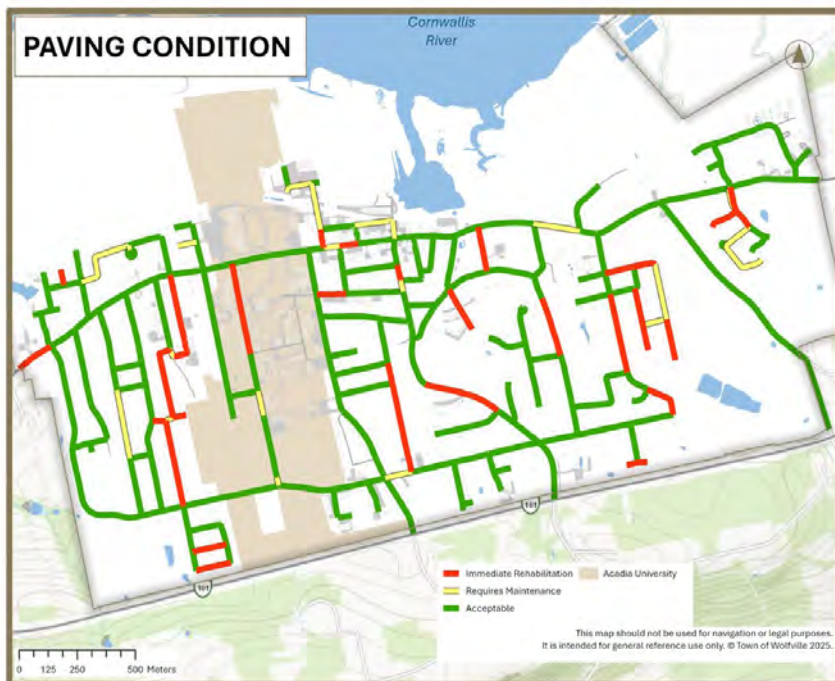 PAVING CONDITION
Cornwallis
River
101
101
Immediate Rehabilitation
Acadia University
Requires Maintenance
Acceptable
0 125 250 500 Meters
This map should not be used for navigation or legal purposes.
It is intended for general reference use only. © Town of Wolfville 2025.